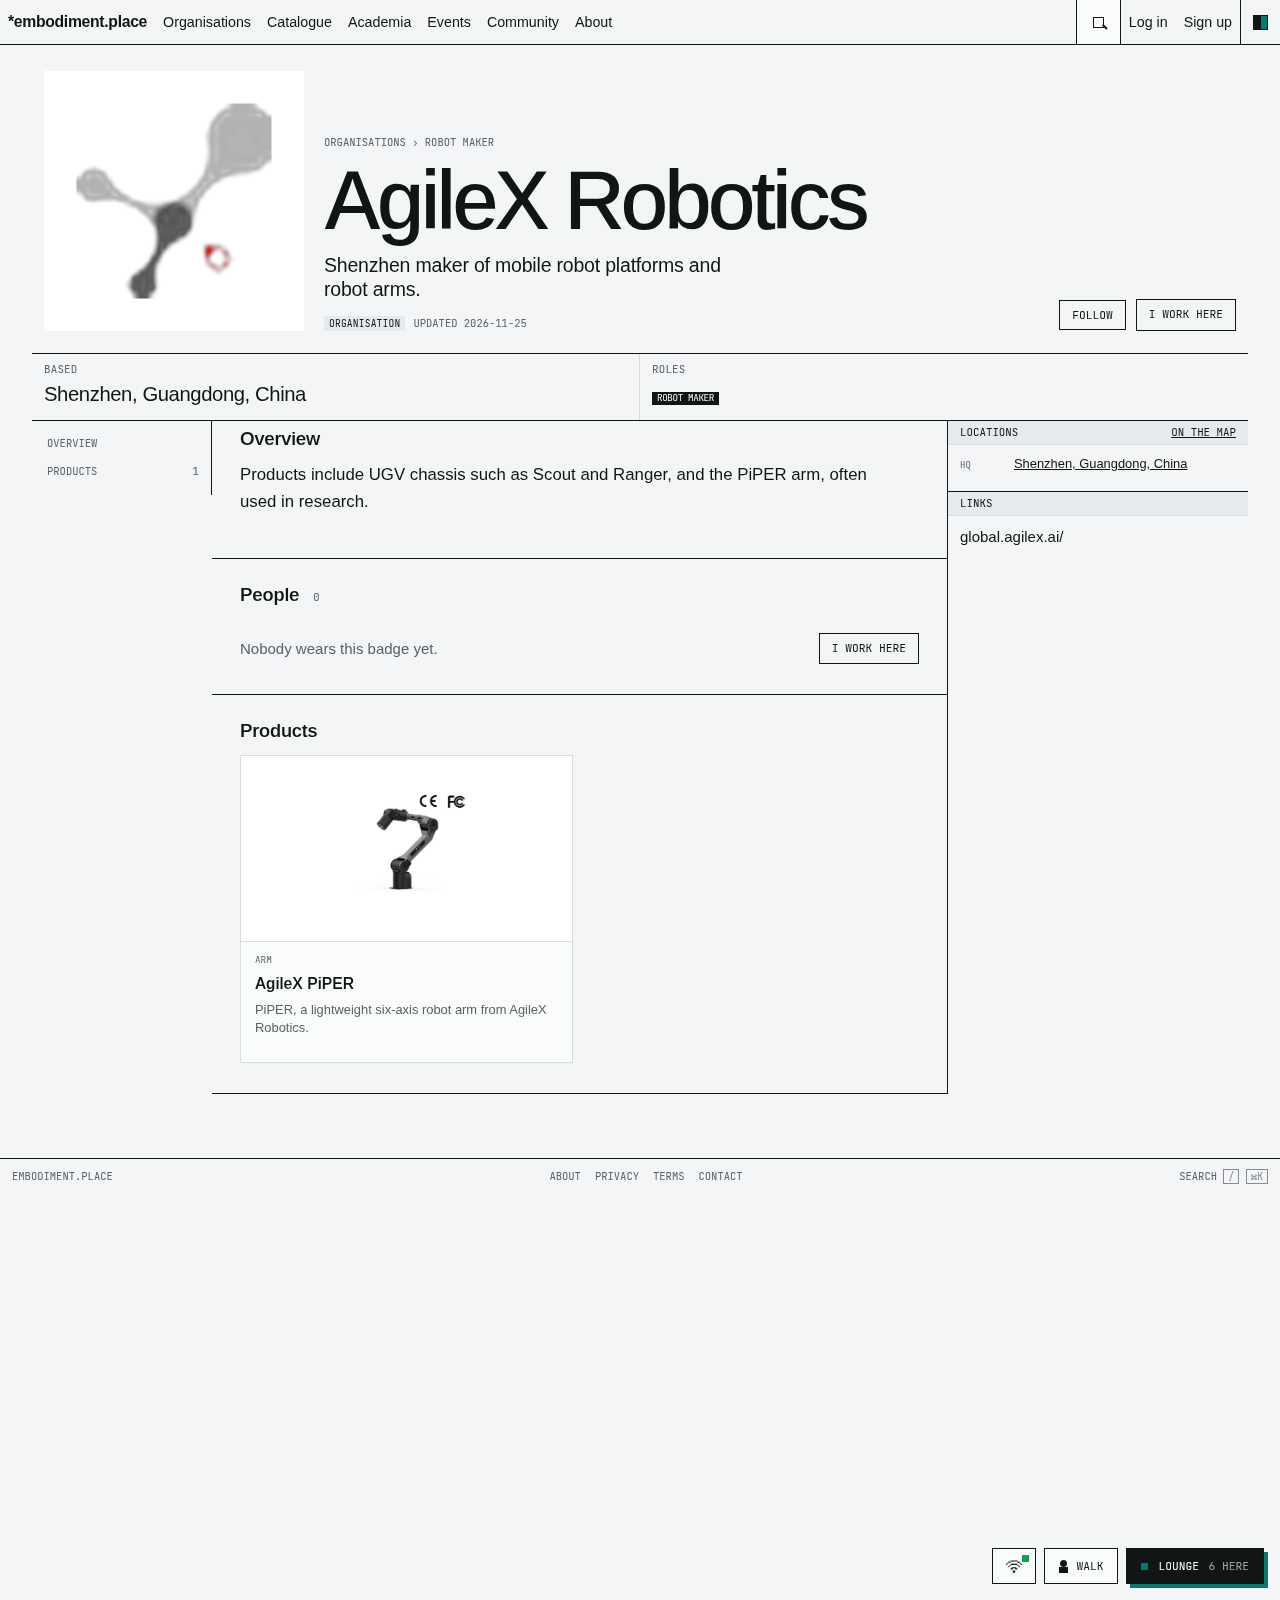 *embodiment.place Organisations Catalogue Academia Events Community About Log in Sign up
ORGANISATIONS › ROBOT MAKER
AgileX Robotics
Shenzhen maker of mobile robot platforms and
robot arms.
ORGANISATION UPDATED 2026-11-25
FOLLOW I WORK HERE
BASED
Shenzhen, Guangdong, China
ROLES
ROBOT MAKER
OVERVIEW
PRODUCTS 1
Overview
Products include UGV chassis such as Scout and Ranger, and the PiPER arm, often
used in research.
People 0
Nobody wears this badge yet.
I WORK HERE
Products
CE FC
ARM
AgileX PiPER
PiPER, a lightweight six-axis robot arm from AgileX
Robotics.
LOCATIONS ON THE MAP
HQ Shenzhen, Guangdong, China
LINKS
global.agilex.ai/
EMBODIMENT.PLACE ABOUT PRIVACY TERMS CONTACT SEARCH / ⌘K
WALK LOUNGE 6 HERE